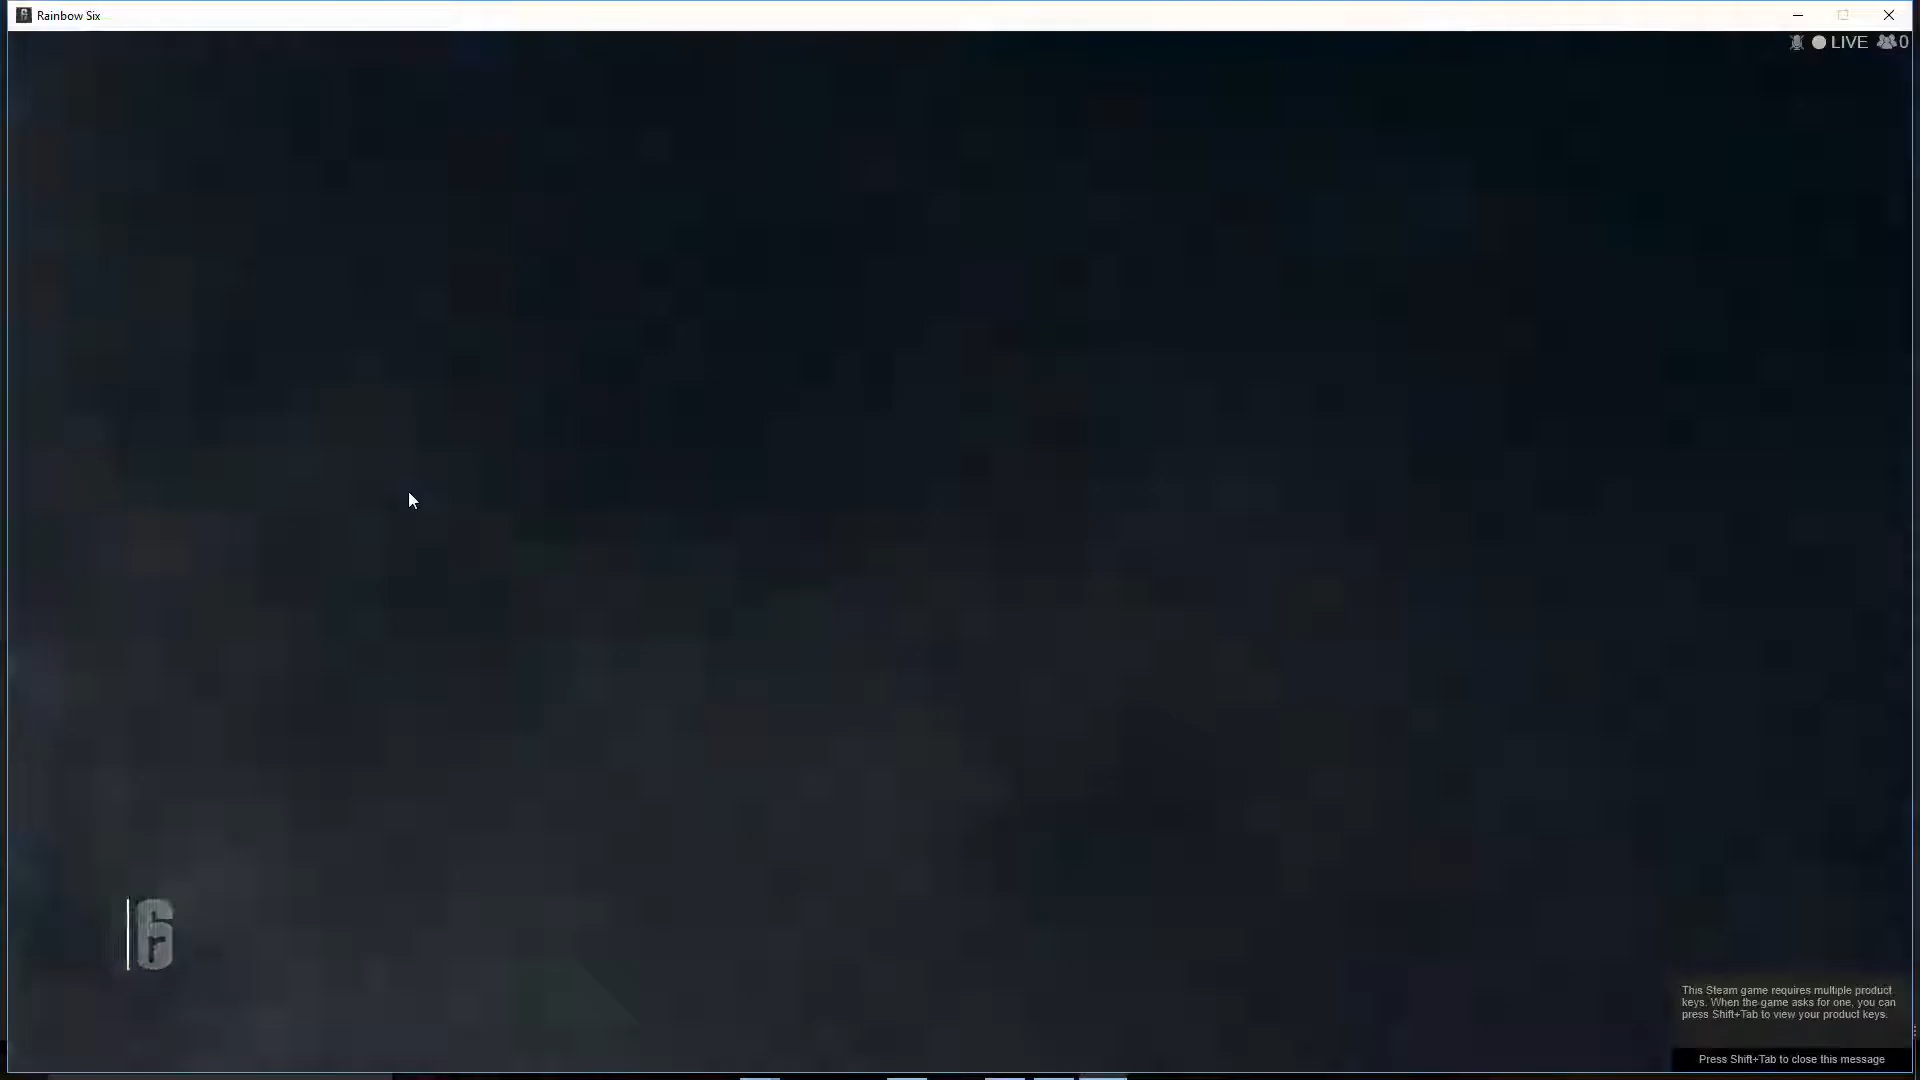 Rainbow Six
LIVE 0
6
This Steam game requires multiple product
keys. When the game asks for one, you can
press Shift+Tab to view your product keys.
Press Shift+Tab to close this message